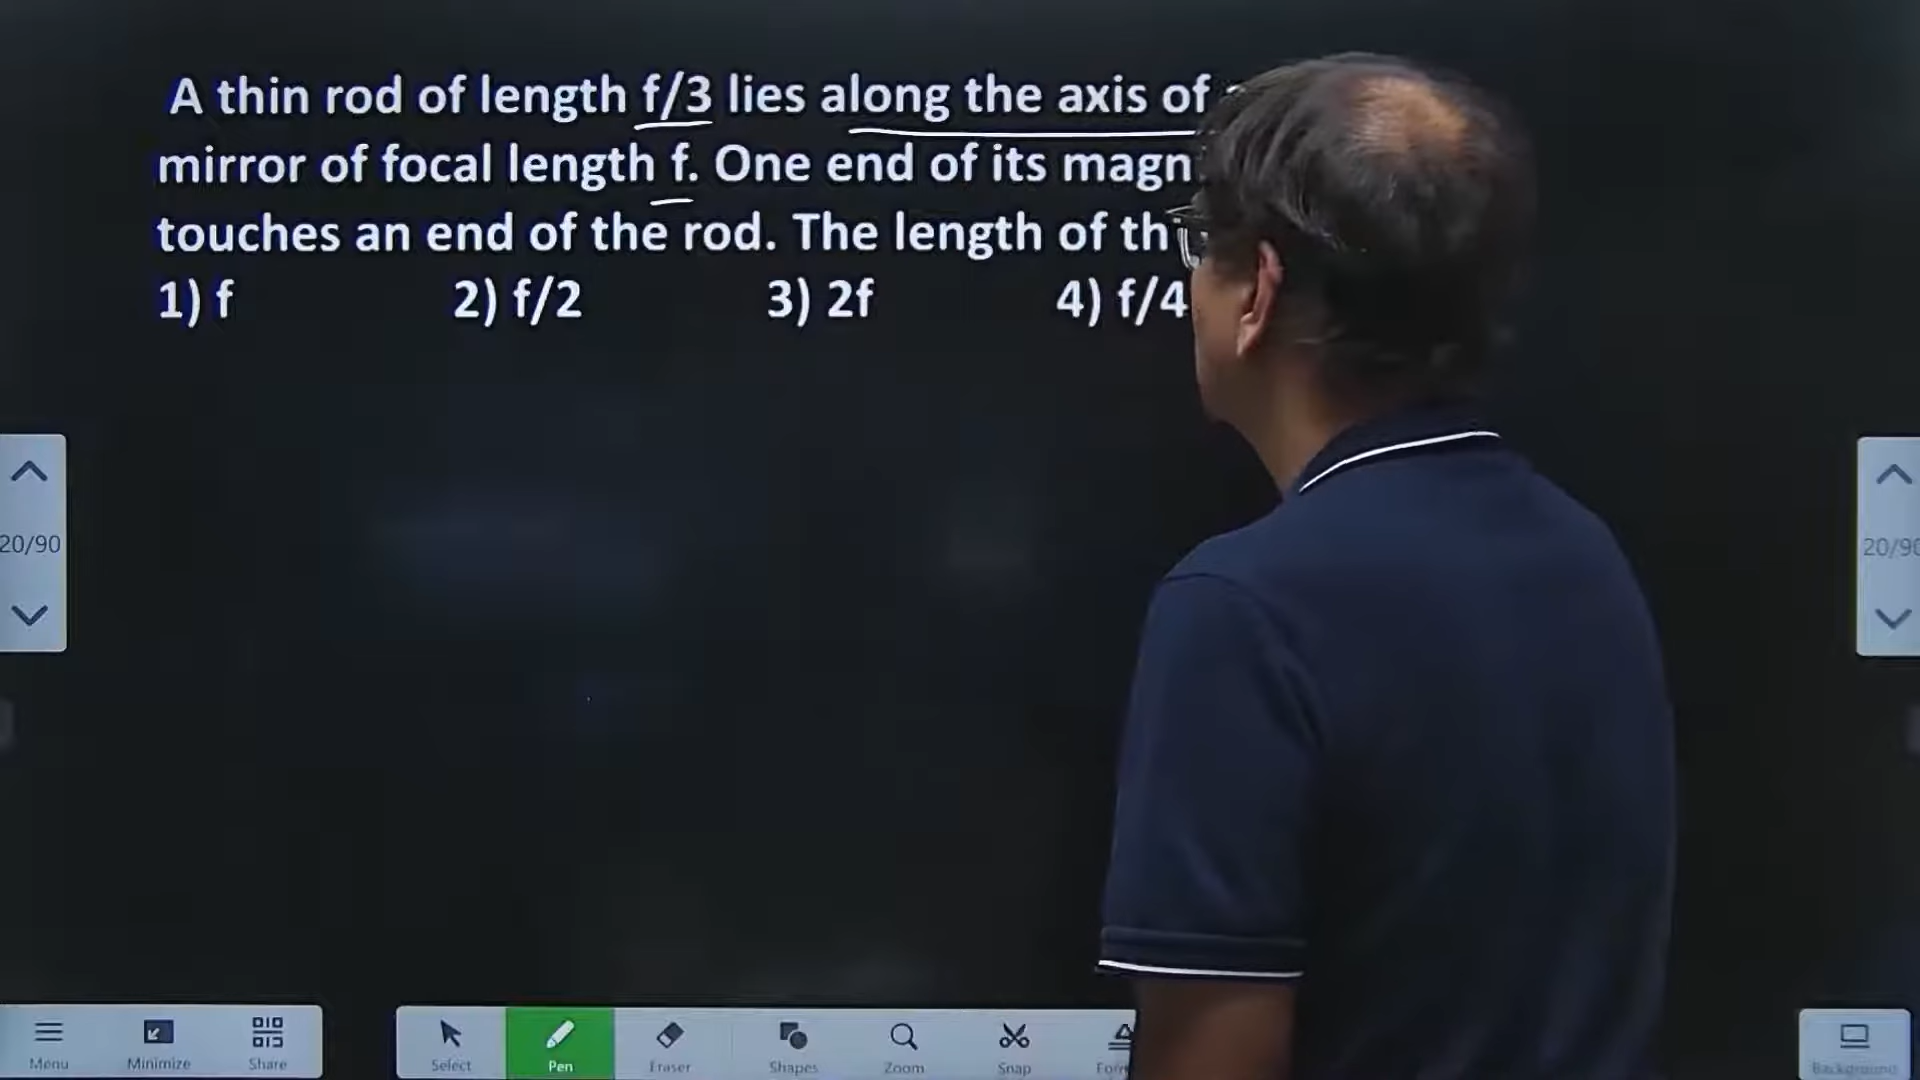 A thin rod of length f/3 lies along the axis of
mirror of focal length f. One end of its
touches an end of the rod. The length of
1) f 2) f/2 3) 2f 4) f/4
20/90
20/90
Menu Minimize Share Select Pen Eraser Shapes Zoom Snap Background